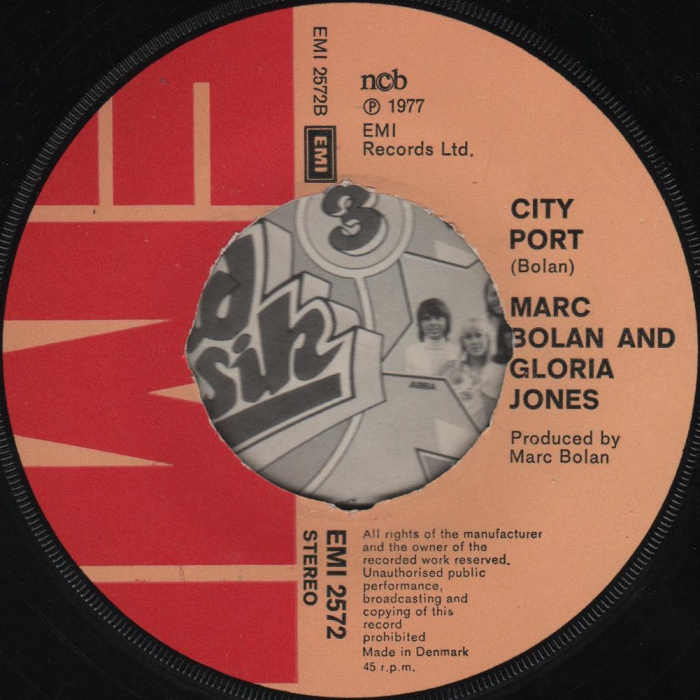 EMI 2572B
EMI
ncb
℗ 1977
EMI
Records Ltd.
CITY
PORT
(Bolan)
MARC
BOLAN AND
GLORIA
JONES
Produced by
Marc Bolan
EMI 2572
STEREO
All rights of the manufacturer
and the owner of the
recorded work reserved.
Unauthorised public
performance,
broadcasting and
copying of this
record
prohibited
Made in Denmark
45 r.p.m.
EMI
3
ABBA